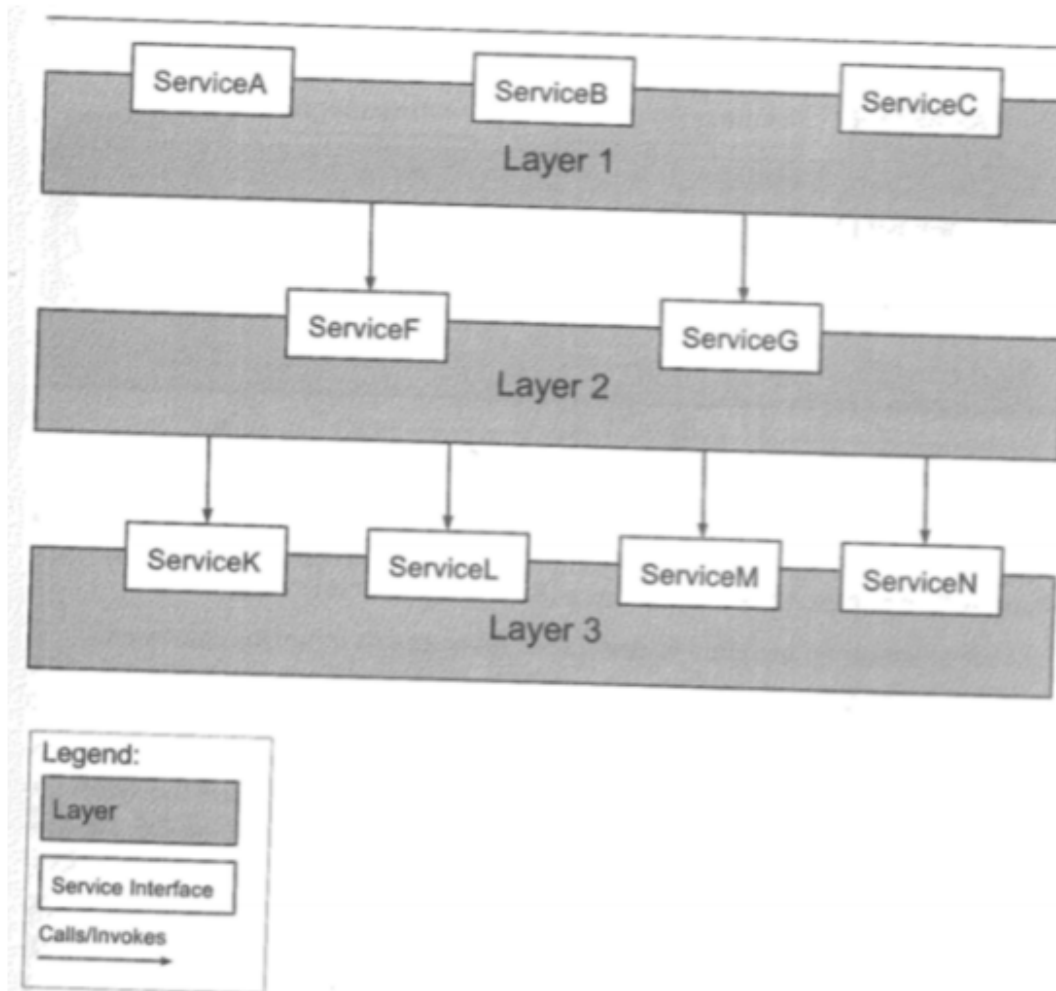 ServiceA
ServiceB
ServiceC
Layer 1
ServiceF
ServiceG
Layer 2
ServiceK
ServiceL
ServiceM
ServiceN
Layer 3
Legend:
Layer
Service Interface
Calls/Invokes